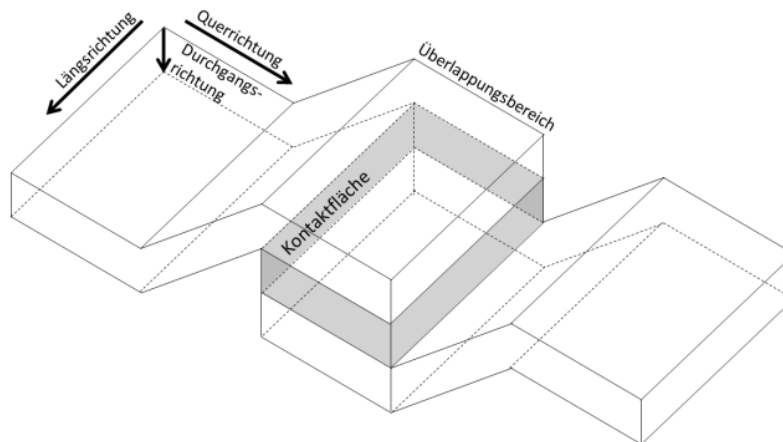 Längsrichtung
Querrichtung
Durchgangs-
richtung
Überlappungsbereich
Kontaktfläche